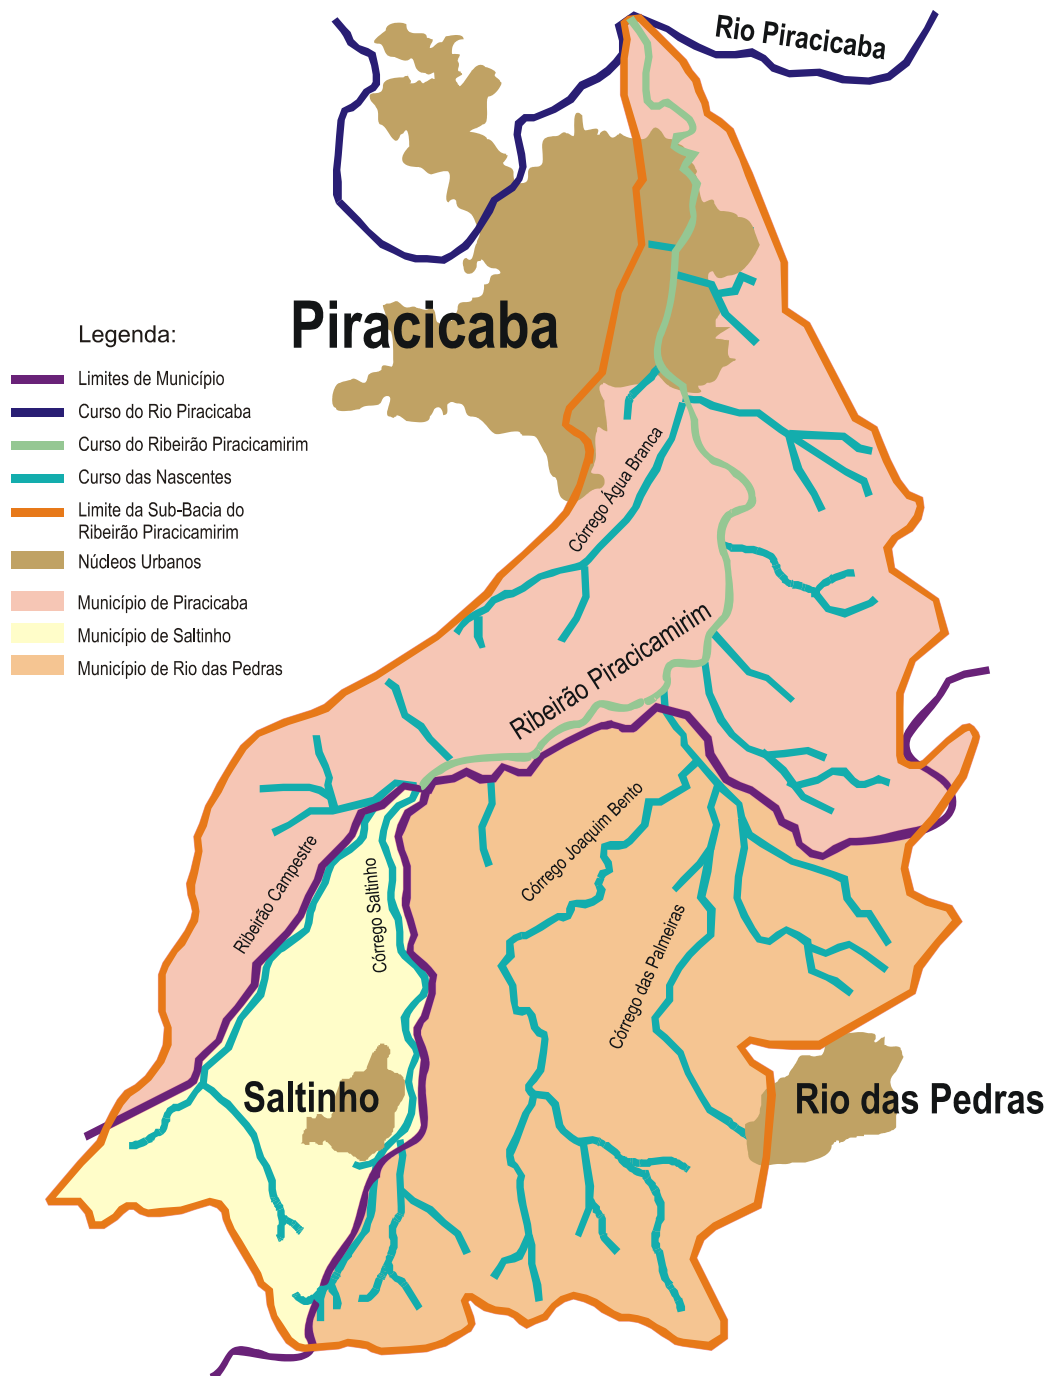 Rio Piracicaba
Piracicaba
Legenda:
Limites de Município
Curso do Rio Piracicaba
Curso do Ribeirão Piracicamirim
Curso das Nascentes
Limite da Sub-Bacia do
Ribeirão Piracicamirim
Núcleos Urbanos
Município de Piracicaba
Município de Saltinho
Município de Rio das Pedras
Córrego Água Branca
Ribeirão Piracicamirim
Córrego Joaquim Bento
Ribeirão Campestre
Córrego Saltinho
Córrego das Palmeiras
Saltinho
Rio das Pedras